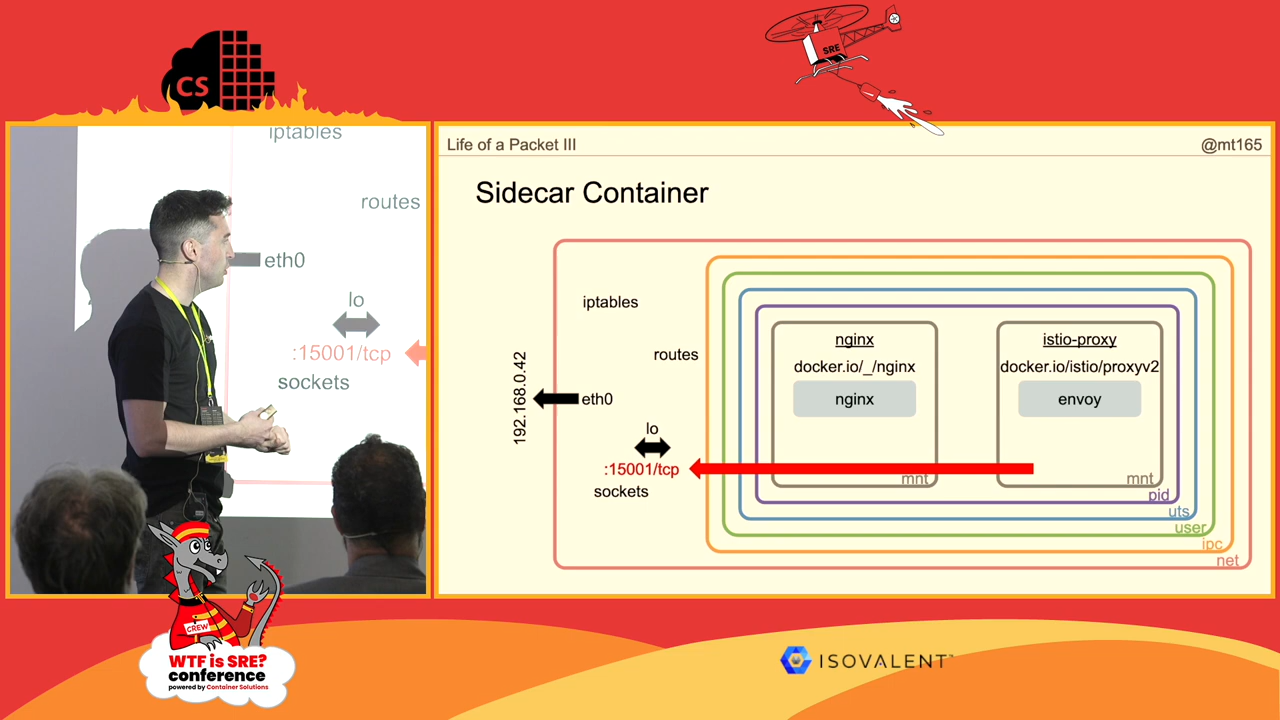 CS
SRE
iptables
routes
eth0
lo
:15001/tcp
sockets
Life of a Packet III
@mt165
Sidecar Container
iptables
routes
192.168.0.42
eth0
lo
:15001/tcp
sockets
nginx
docker.io/_/nginx
nginx
mnt
istio-proxy
docker.io/istio/proxyv2
envoy
mnt
pid
uts
user
ipc
net
CREW
WTF is SRE?
conference
powered by Container Solutions
ISOVALENT